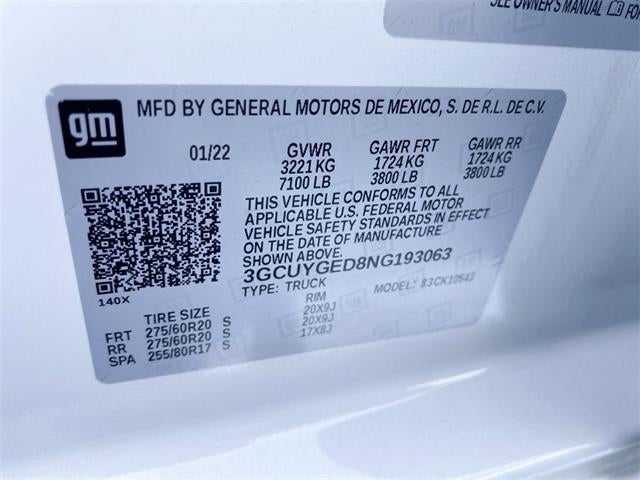 SEE OWNER'S MANUAL
gm
MFD BY GENERAL MOTORS DE MEXICO, S. DE R.L. DE C.V.
01/22 GVWR GAWR FRT GAWR RR
3221 KG 1724 KG 1724 KG
7100 LB 3800 LB 3800 LB
THIS VEHICLE CONFORMS TO ALL
APPLICABLE U.S. FEDERAL MOTOR
VEHICLE SAFETY STANDARDS IN EFFECT
ON THE DATE OF MANUFACTURE
SHOWN ABOVE.
3GCUYGED8NG193063
TYPE: TRUCK MODEL: 83CK10543
140X
TIRE SIZE RIM
FRT 275/60R20 S 20X9J
RR 275/60R20 S 20X9J
SPA 255/80R17 S 17X8J